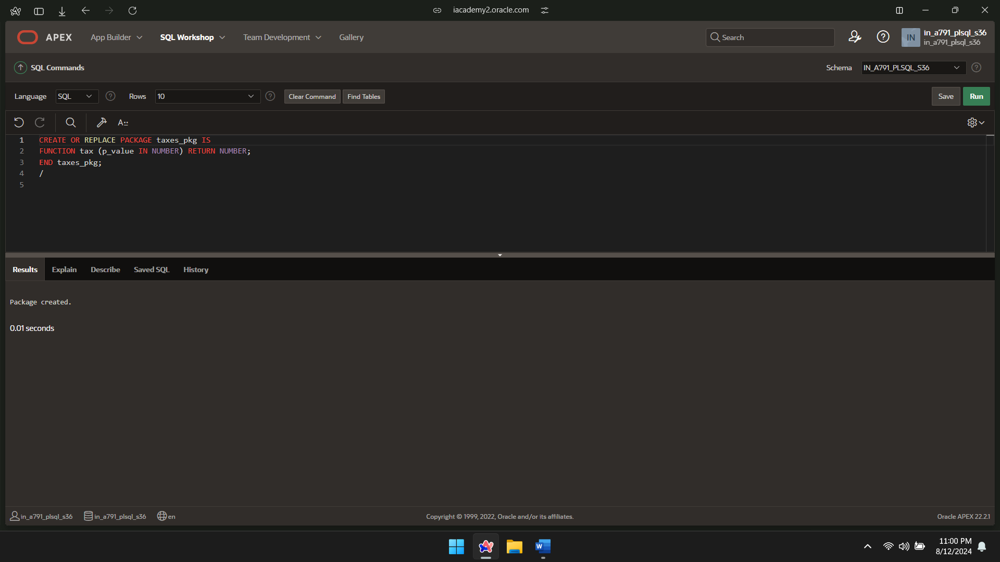 iacademy2.oracle.com
APEX App Builder SQL Workshop Team Development Gallery Search IN in_a791_plsql_s36
in_a791_plsql_s36
SQL Commands Schema IN_A791_PLSQL_S36
Language SQL Rows 10 Clear Command Find Tables Save Run
A::
1 CREATE OR REPLACE PACKAGE taxes_pkg IS
2 FUNCTION tax (p_value IN NUMBER) RETURN NUMBER;
3 END taxes_pkg;
4 /
5
Results Explain Describe Saved SQL History
Package created.
0.01 seconds
in_a791_plsql_s36 in_a791_plsql_s36 en Copyright © 1999, 2022, Oracle and/or its affiliates. Oracle APEX 22.2.1
W 11:00 PM
8/12/2024